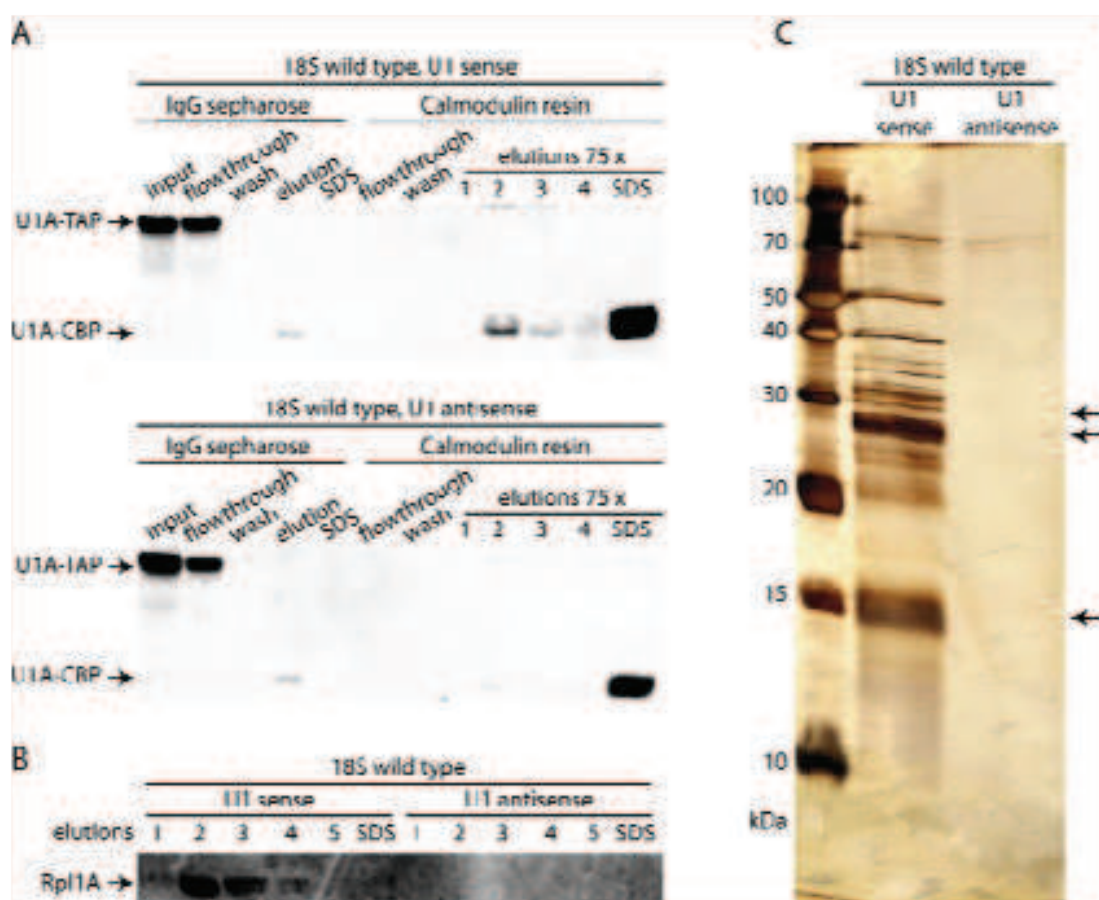 A
18S wild type, U1 sense
IgG sepharose
Calmodulin resin
input
flowthrough
wash
elution
SDS
flowthrough
wash
elutions 75 x
1 2 3 4 SDS
U1A-TAP
U1A-CBP
18S wild type, U1 antisense
IgG sepharose
Calmodulin resin
input
flowthrough
wash
elution
SDS
flowthrough
wash
elutions 75 x
1 2 3 4 SDS
U1A-TAP
U1A-CBP
B
18S wild type
U1 sense
U1 antisense
elutions 1 2 3 4 5 SDS 1 2 3 4 5 SDS
Rpl1A
C
18S wild type
U1 sense
U1 antisense
100
70
50
40
30
20
15
10
kDa